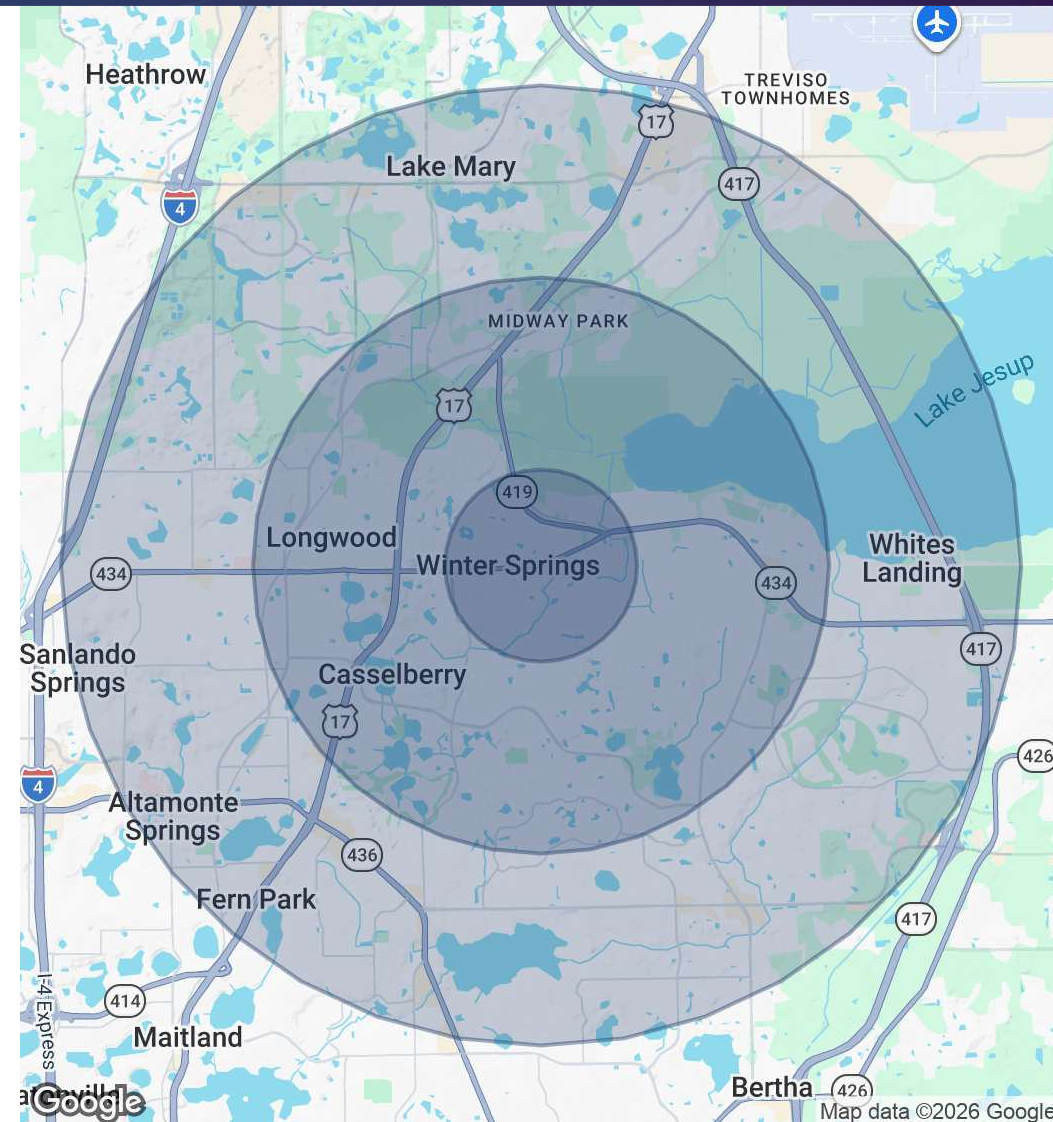 Heathrow
TREVISO
TOWNHOMES
17
Lake Mary
417
4
MIDWAY PARK
Lake Jesup
17
419
Longwood
Winter Springs
Whites
Landing
434
434
Sanlando
Springs
417
Casselberry
17
426
4
Altamonte
Springs
436
Fern Park
417
I-4 Express
414
Maitland
Bertha
426
Google
Map data ©2026 Google